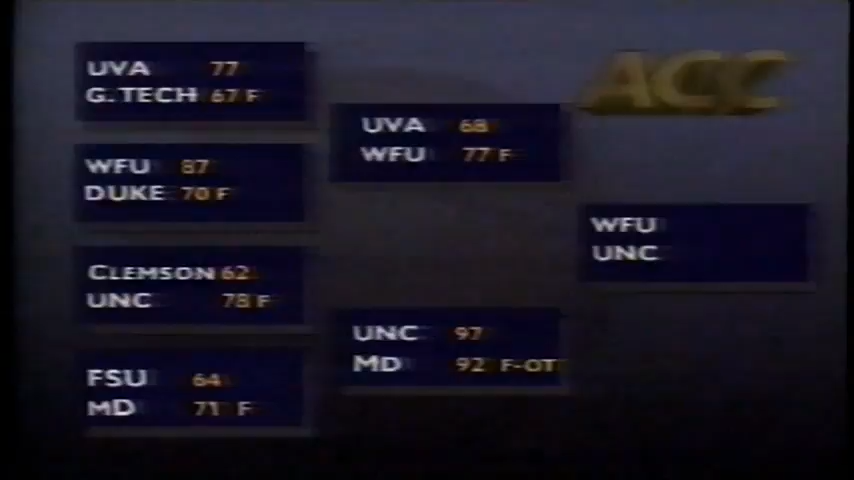 ACC
UVA 77
G. TECH 67 F
WFU 87
DUKE 70 F
CLEMSON 62
UNC 78 F
FSU 64
MD 71 F
UVA 68
WFU 77 F
UNC 97
MD 92 F-OT
WFU
UNC